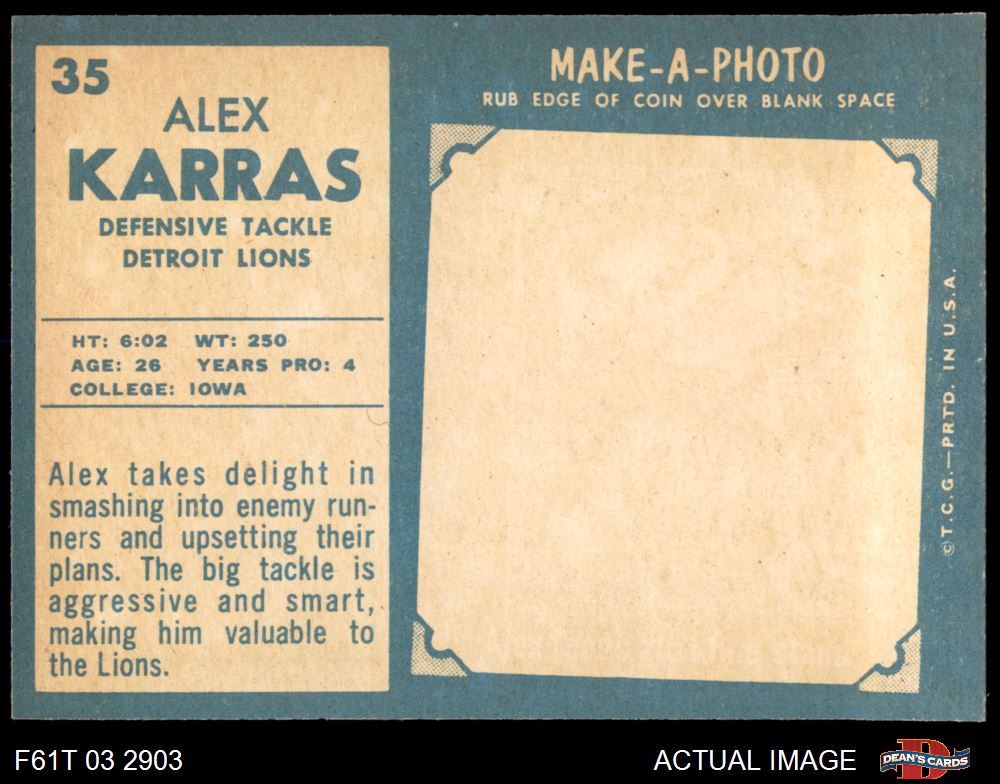 35
ALEX
KARRAS
DEFENSIVE TACKLE
DETROIT LIONS
HT: 6:02 WT: 250
AGE: 26 YEARS PRO: 4
COLLEGE: IOWA
Alex takes delight in
smashing into enemy run-
ners and upsetting their
plans. The big tackle is
aggressive and smart,
making him valuable to
the Lions.
MAKE-A-PHOTO
RUB EDGE OF COIN OVER BLANK SPACE
©T.C.G.—PRTD. IN U.S.A.
F61T 03 2903
ACTUAL IMAGE
D
DEAN'S CARDS